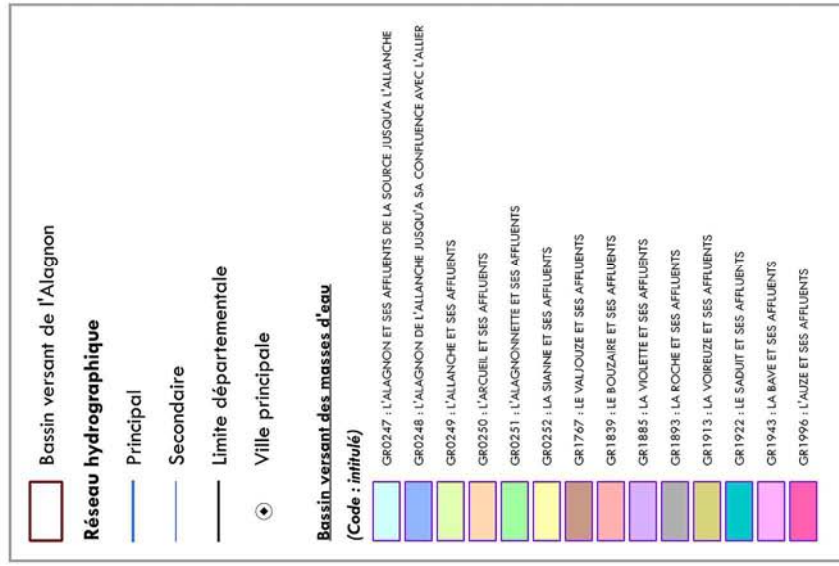 Bassin versant de l'Alagnon
Réseau hydrographique
Principal
Secondaire
Limite départementale
Ville principale
Bassin versant des masses d'eau
(Code : intitulé)
GR0247 : L'ALAGNON ET SES AFFLUENTS DE LA SOURCE JUSQU'A L'ALLANCHE
GR0248 : L'ALAGNON DE L'ALLANCHE JUSQU'A SA CONFLUENCE AVEC L'ALLIER
GR0249 : L'ALLANCHE ET SES AFFLUENTS
GR0250 : L'ARCUEIL ET SES AFFLUENTS
GR0251 : L'ALAGNONNETTE ET SES AFFLUENTS
GR0252 : LA SIANNE ET SES AFFLUENTS
GR1767 : LE VALJOUZE ET SES AFFLUENTS
GR1839 : LE BOUZAIRE ET SES AFFLUENTS
GR1885 : LA VIOLETTE ET SES AFFLUENTS
GR1893 : LA ROCHE ET SES AFFLUENTS
GR1913 : LA VOIREUZE ET SES AFFLUENTS
GR1922 : LE SADUIT ET SES AFFLUENTS
GR1943 : LA BAVE ET SES AFFLUENTS
GR1996 : L'AUZE ET SES AFFLUENTS